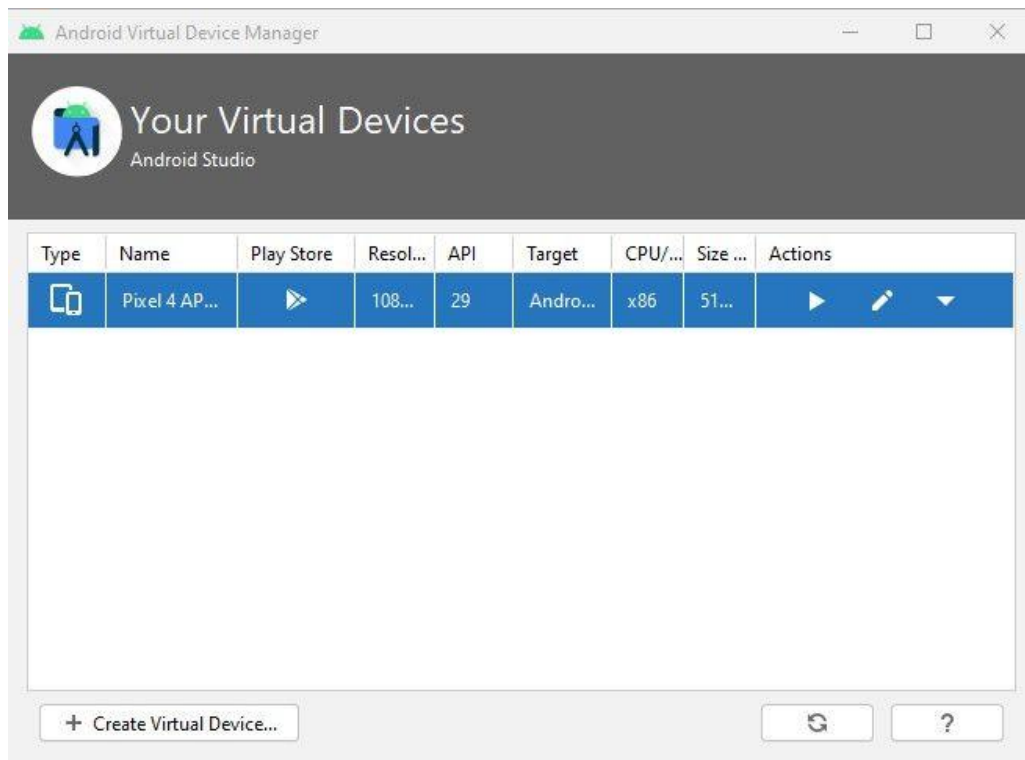 Android Virtual Device Manager
Your Virtual Devices
Android Studio
Type Name Play Store Resol... API Target CPU/... Size ... Actions
Pixel 4 AP... 108... 29 Andro... x86 51...
+ Create Virtual Device... ?